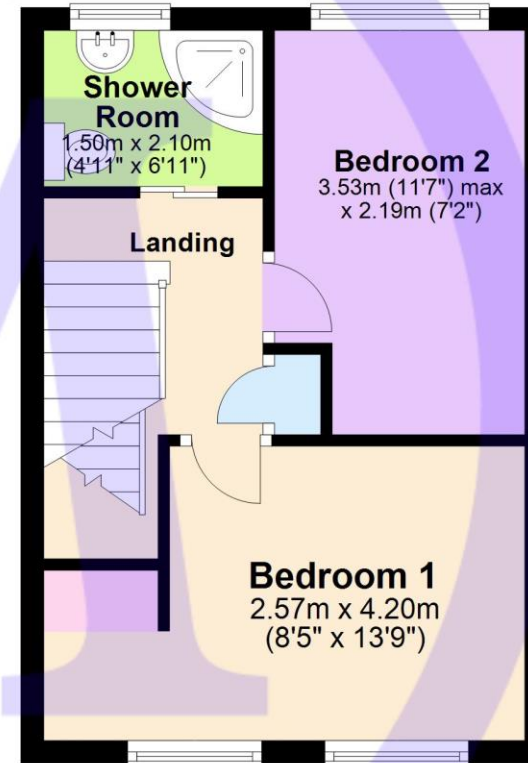 Shower
Room
1.50m x 2.10m
(4'11" x 6'11")
Bedroom 2
3.53m (11'7") max
x 2.19m (7'2")
Landing
Bedroom 1
2.57m x 4.20m
(8'5" x 13'9")